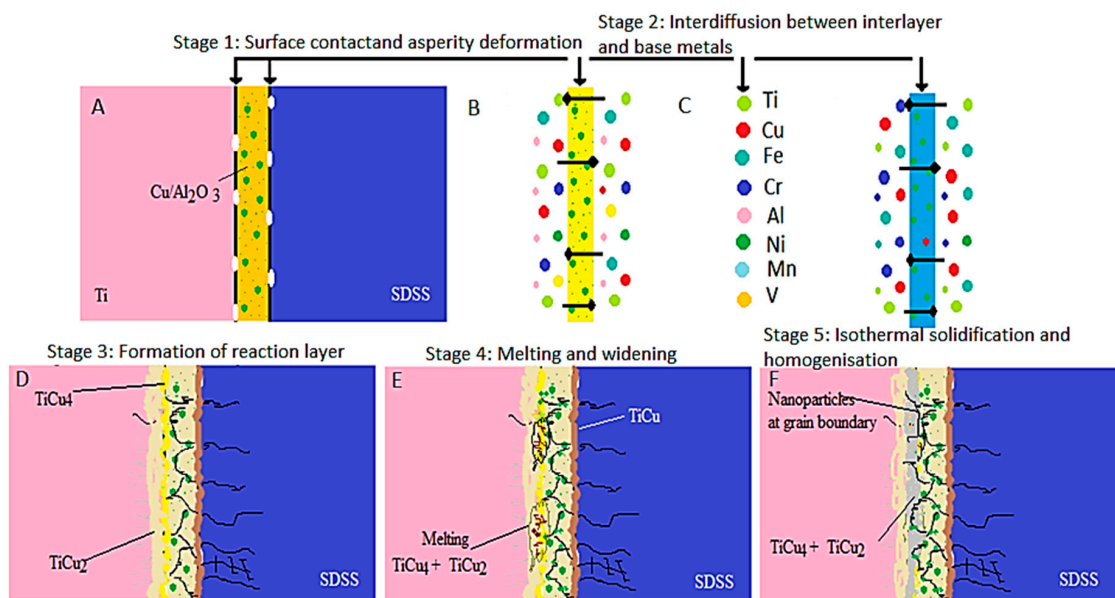 Stage 1: Surface contactand asperity deformation
Stage 2: Interdiffusion between interlayer
and base metals
A
Cu/Al2O 3
Ti
SDSS
B
C
Ti
Cu
Fe
Cr
Al
Ni
Mn
V
Stage 3: Formation of reaction layer
D
TiCu4
TiCu2
SDSS
Stage 4: Melting and widening
E
TiCu
Melting
TiCu4 + TiCu2
SDSS
Stage 5: Isothermal solidification and
homogenisation
F
Nanoparticles
at grain boundary
TiCu4 + TiCu2
SDSS